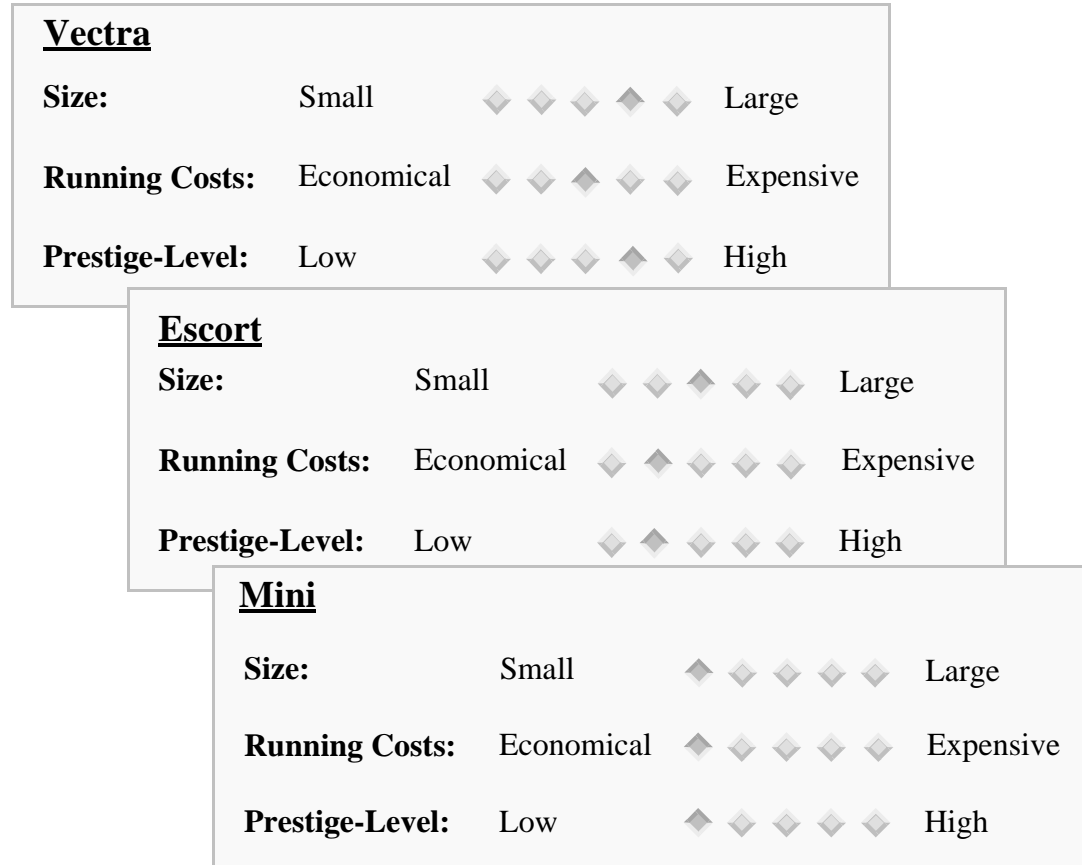 Vectra
Size: Small Large
Running Costs: Economical Expensive
Prestige-Level: Low High
Escort
Size: Small Large
Running Costs: Economical Expensive
Prestige-Level: Low High
Mini
Size: Small Large
Running Costs: Economical Expensive
Prestige-Level: Low High